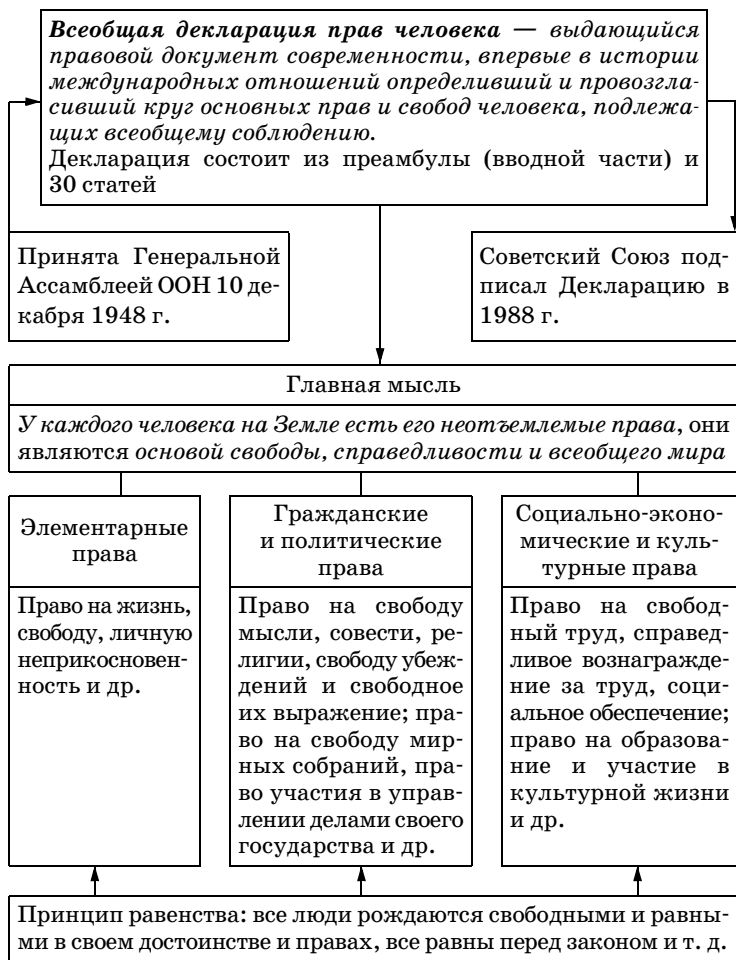 Всеобщая декларация прав человека — выдающийся
правовой документ современности, впервые в истории
международных отношений определивший и провозгла-
сивший круг основных прав и свобод человека, подлежа-
щих всеобщему соблюдению.
Декларация состоит из преамбулы (вводной части) и
30 статей
Принята Генеральной
Ассамблеей ООН 10 де-
кабря 1948 г.
Советский Союз под-
писал Декларацию в
1988 г.
Главная мысль
У каждого человека на Земле есть его неотъемлемые права, они
являются основой свободы, справедливости и всеобщего мира
Элементарные
права
Право на жизнь,
свободу, личную
неприкосновен-
ность и др.
Гражданские
и политические
права
Право на свободу
мысли, совести, ре-
лигии, свободу убеж-
дений и свободное
их выражение; пра-
во на свободу мир-
ных собраний, пра-
во участия в управ-
лении делами своего
государства и др.
Социально-эконо-
мические и куль-
турные права
Право на свобод-
ный труд, справед-
ливое вознагражде-
ние за труд, соци-
альное обеспечение;
право на образова-
ние и участие в
культурной жизни
и др.
Принцип равенства: все люди рождаются свободными и равны-
ми в своем достоинстве и правах, все равны перед законом и т. д.